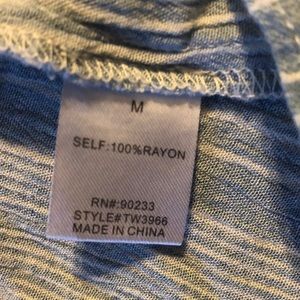 M
SELF:100%RAYON
RN#:90233
STYLE#TW3966
MADE IN CHINA